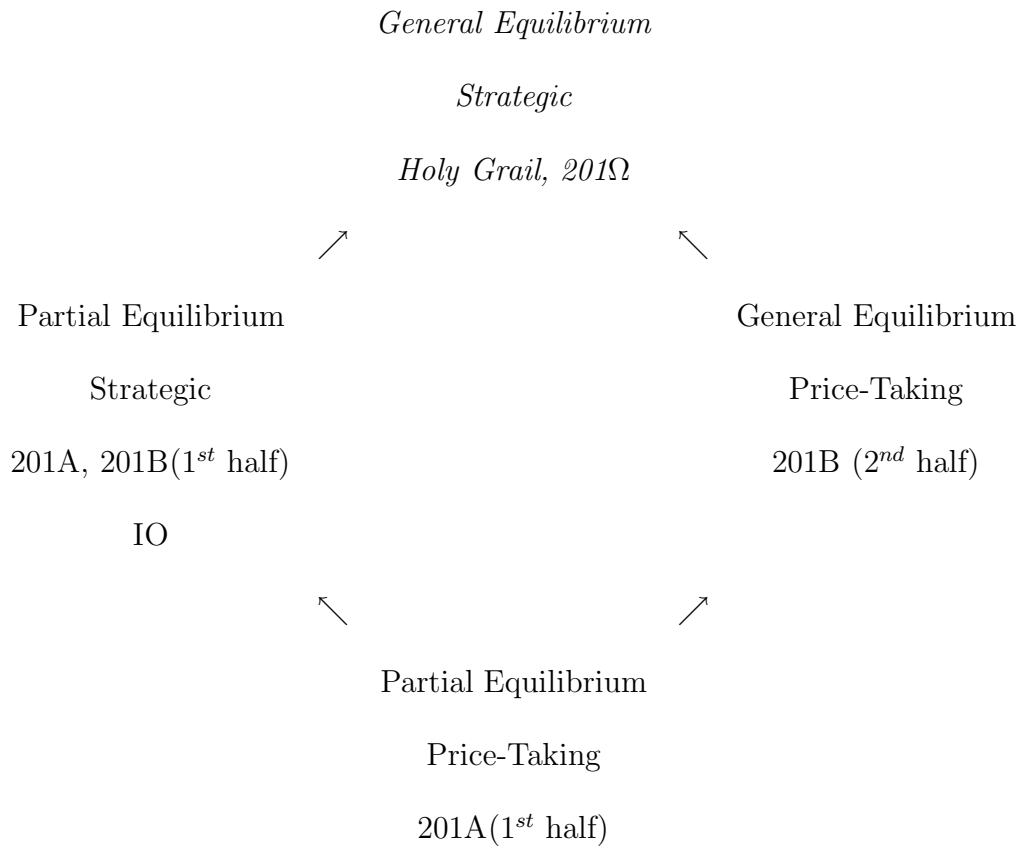 General Equilibrium
Strategic
Holy Grail, 201Ω
Partial Equilibrium
Strategic
201A, 201B(1st half)
IO
General Equilibrium
Price-Taking
201B (2nd half)
Partial Equilibrium
Price-Taking
201A(1st half)